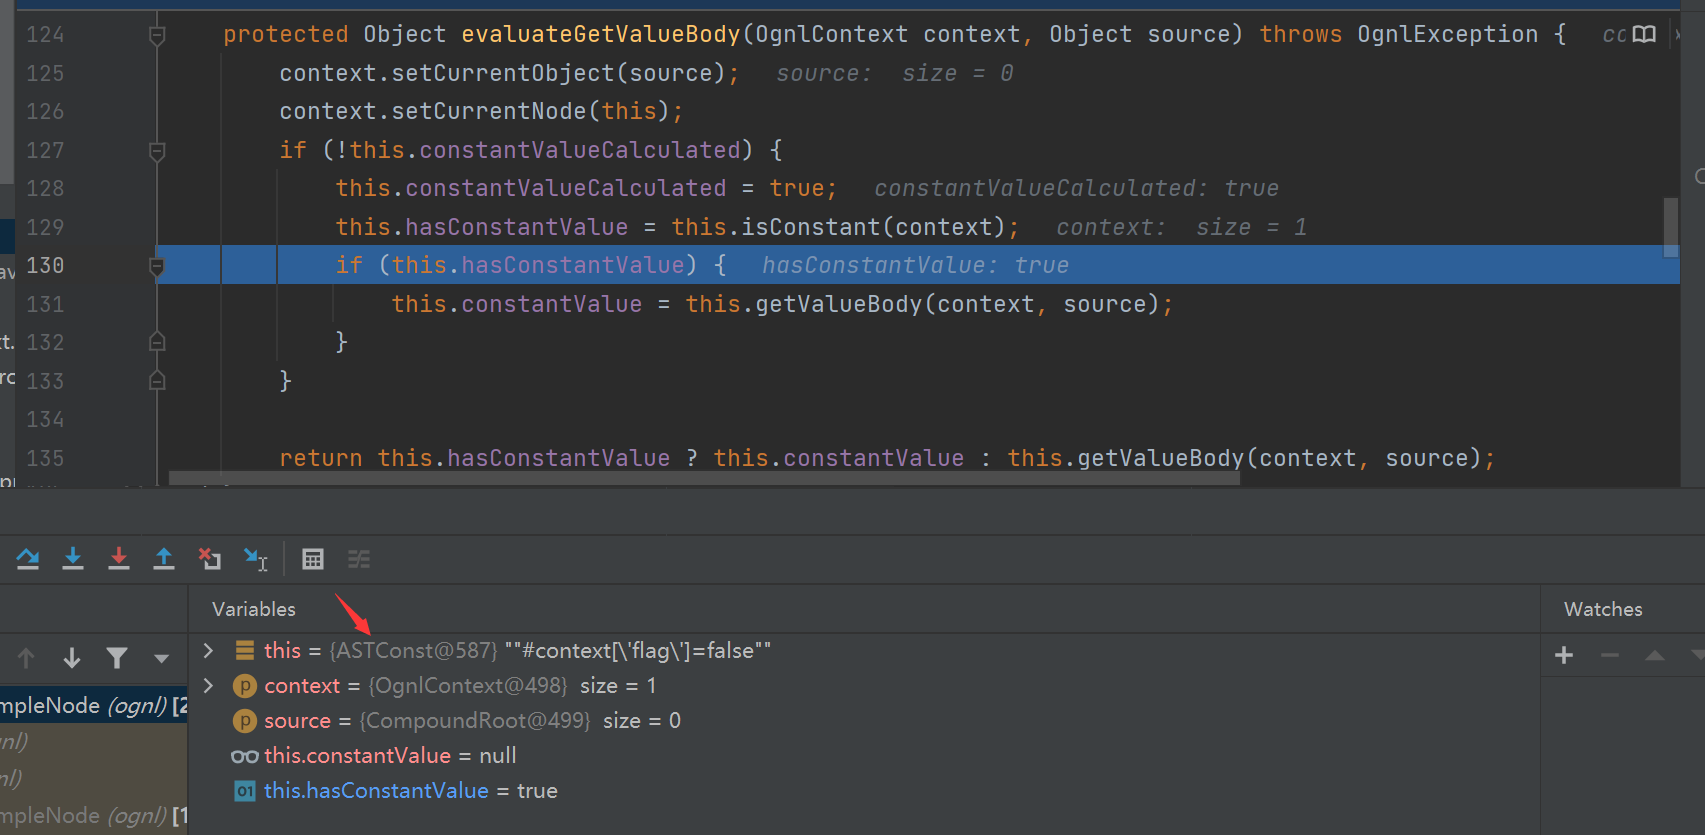 124 protected Object evaluateGetValueBody(OgnlContext context, Object source) throws OgnlException {
125 context.setCurrentObject(source); source: size = 0
126 context.setCurrentNode(this);
127 if (!this.constantValueCalculated) {
128 this.constantValueCalculated = true; constantValueCalculated: true
129 this.hasConstantValue = this.isConstant(context); context: size = 1
130 if (this.hasConstantValue) { hasConstantValue: true
131 this.constantValue = this.getValueBody(context, source);
132 }
133 }
134
135 return this.hasConstantValue ? this.constantValue : this.getValueBody(context, source);
Variables
Watches
this = {ASTConst@587} ""#context[\'flag\']=false""
context = {OgnlContext@498} size = 1
source = {CompoundRoot@499} size = 0
this.constantValue = null
01 this.hasConstantValue = true
mpleNode (ognl) [2
gnl)
nl)
mpleNode (ognl) [1